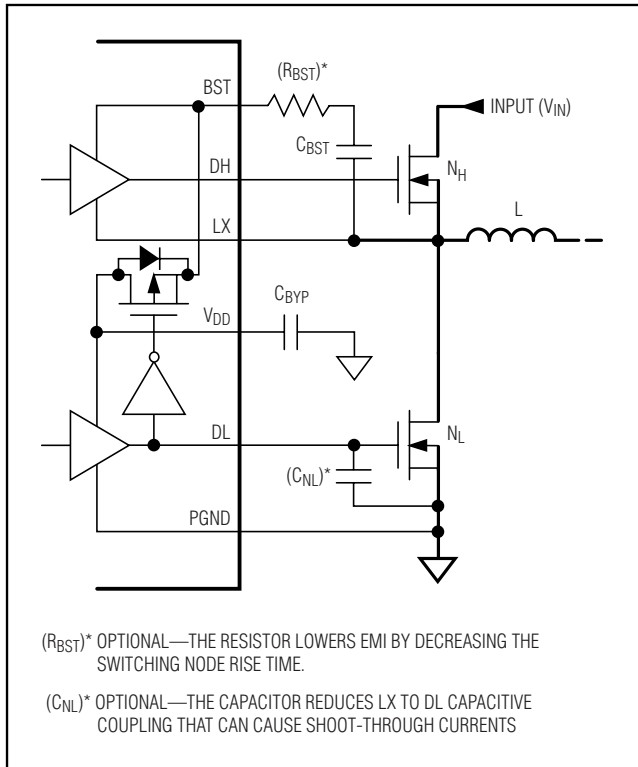 BST
(RBST)*
INPUT (VIN)
CBST
DH
NH
LX
L
CBYP
VDD
DL
NL
(CNL)*
PGND
(RBST)* OPTIONAL—THE RESISTOR LOWERS EMI BY DECREASING THE
SWITCHING NODE RISE TIME.
(CNL)* OPTIONAL—THE CAPACITOR REDUCES LX TO DL CAPACITIVE
COUPLING THAT CAN CAUSE SHOOT-THROUGH CURRENTS